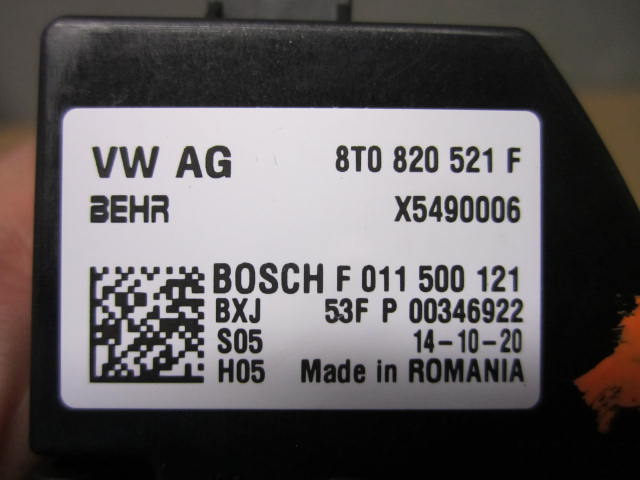 VW AG 8T0 820 521 F
BEHR X5490006
BOSCH F 011 500 121
BXJ 53F P 00346922
S05 14-10-20
H05 Made in ROMANIA